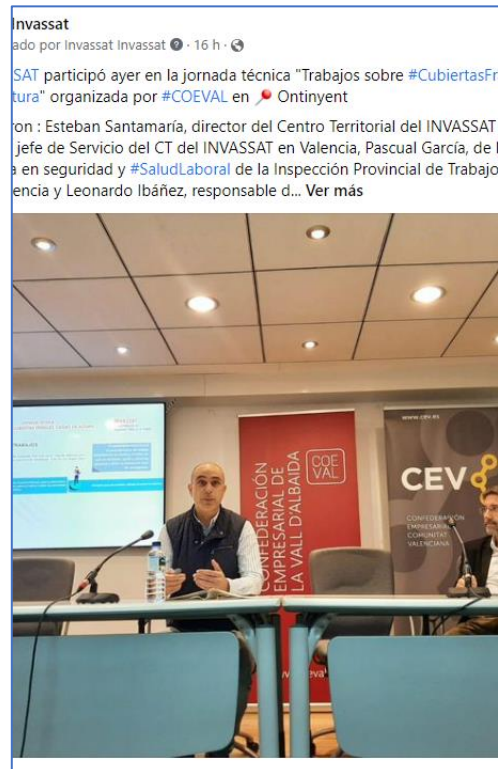 Invassat
ado por Invassat Invassat · 16 h ·
SAT participó ayer en la jornada técnica "Trabajos sobre #CubiertasFr
tura" organizada por #COEVAL en 📍 Ontinyent
ron : Esteban Santamaría, director del Centro Territorial del INVASSAT
jefe de Servicio del CT del INVASSAT en Valencia, Pascual García, de l
a en seguridad y #SaludLaboral de la Inspección Provincial de Trabajo
encia y Leonardo Ibáñez, responsable d... Ver más
CONFEDERACIÓN
EMPRESARIAL DE
LA VALL D'ALBAIDA
COE
VAL
www.cev.es
CEV
CONFEDERACIÓN
EMPRESARIAL
COMUNITAT
VALENCIANA